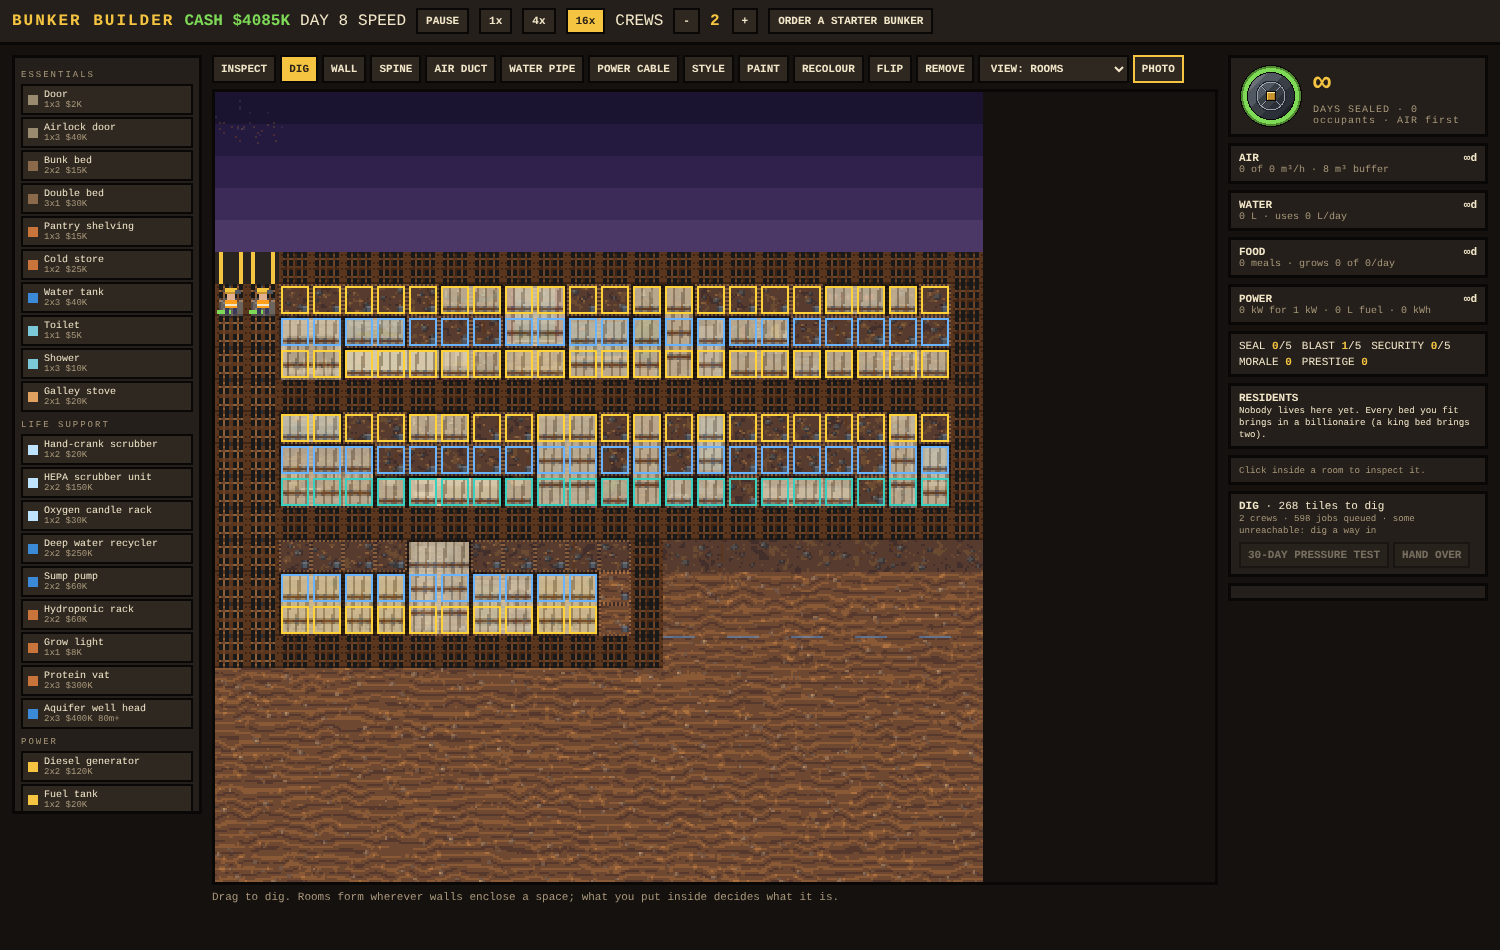 BUNKER BUILDER CASH $4085K DAY 8 SPEED PAUSE 1x 4x 16x CREWS - 2 + ORDER A STARTER BUNKER
INSPECT DIG WALL SPINE AIR DUCT WATER PIPE POWER CABLE STYLE PAINT RECOLOUR FLIP REMOVE VIEW: ROOMS PHOTO
ESSENTIALS
Door
1x3 $2K
Airlock door
1x3 $40K
Bunk bed
2x2 $15K
Double bed
3x1 $30K
Pantry shelving
1x3 $15K
Cold store
1x2 $25K
Water tank
2x3 $40K
Toilet
1x1 $5K
Shower
1x3 $10K
Galley stove
2x1 $20K
LIFE SUPPORT
Hand-crank scrubber
1x2 $20K
HEPA scrubber unit
2x2 $150K
Oxygen candle rack
1x2 $30K
Deep water recycler
2x2 $250K
Sump pump
2x2 $60K
Hydroponic rack
2x2 $60K
Grow light
1x1 $8K
Protein vat
2x3 $300K
Aquifer well head
2x3 $400K 80m+
POWER
Diesel generator
2x2 $120K
Fuel tank
1x2 $20K
Drag to dig. Rooms form wherever walls enclose a space; what you put inside decides what it is.
∞
DAYS SEALED · 0
occupants · AIR first
AIR ∞d
0 of 0 m³/h · 8 m³ buffer
WATER ∞d
0 L · uses 0 L/day
FOOD ∞d
0 meals · grows 0 of 0/day
POWER ∞d
0 kW for 1 kW · 0 L fuel · 0 kWh
SEAL 0/5 BLAST 1/5 SECURITY 0/5
MORALE 0 PRESTIGE 0
RESIDENTS
Nobody lives here yet. Every bed you fit
brings in a billionaire (a king bed brings
two).
Click inside a room to inspect it.
DIG · 268 tiles to dig
2 crews · 598 jobs queued · some
unreachable: dig a way in
30-DAY PRESSURE TEST HAND OVER